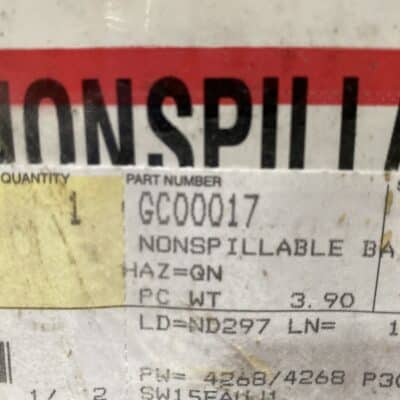 NONSPILLA
QUANTITY PART NUMBER
1 GC00017
NONSPILLABLE BA
HAZ=QN
PC WT 3.90
LD=ND297 LN= 1
PW= 4268/4268 P30
1/ 2